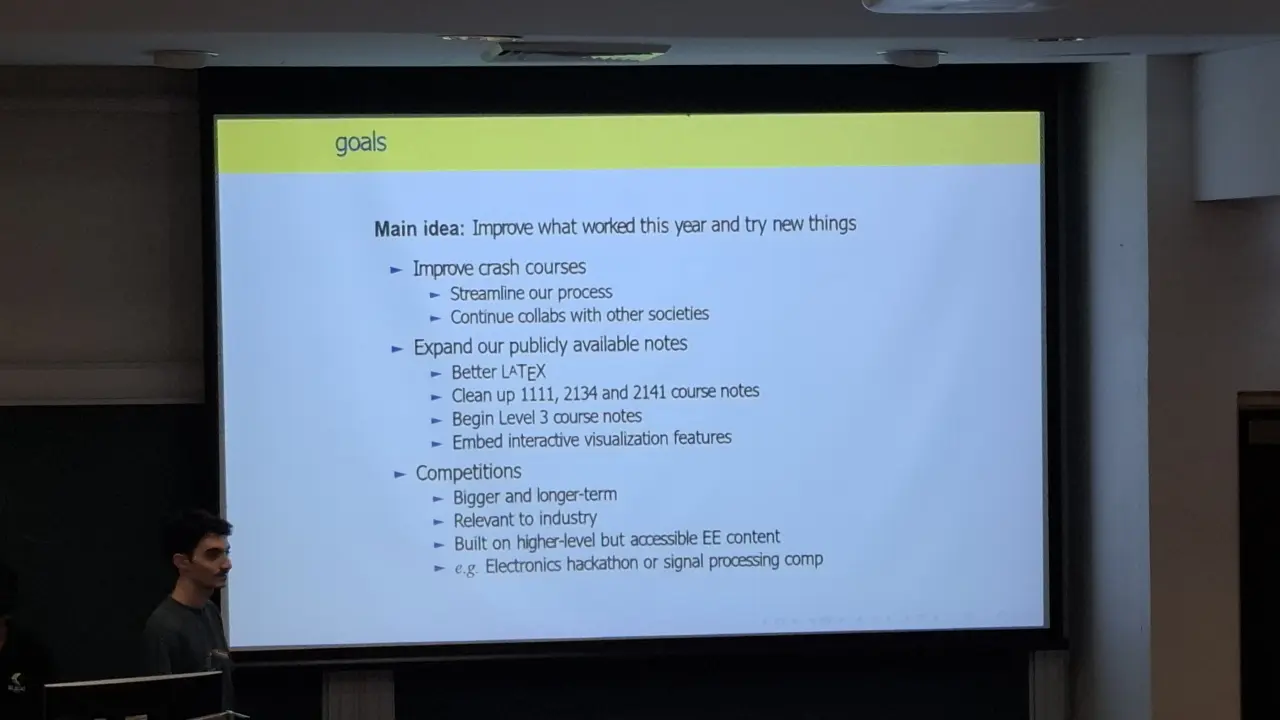 goals
Main idea: Improve what worked this year and try new things
► Improve crash courses
► Streamline our process
► Continue collabs with other societies
► Expand our publicly available notes
► Better LATEX
► Clean up 1111, 2134 and 2141 course notes
► Begin Level 3 course notes
► Embed interactive visualization features
► Competitions
► Bigger and longer-term
► Relevant to industry
► Built on higher-level but accessible EE content
► e.g. Electronics hackathon or signal processing comp